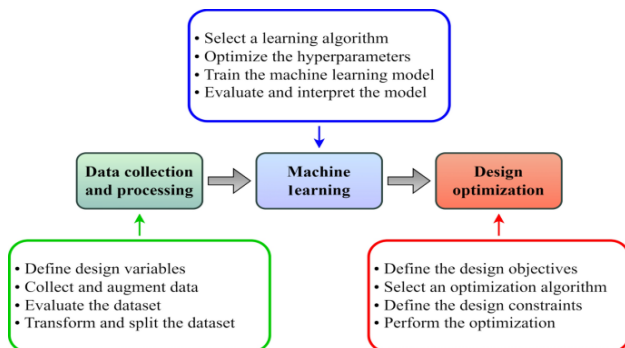 • Select a learning algorithm
• Optimize the hyperparameters
• Train the machine learning model
• Evaluate and interpret the model
Data collection
and processing
Machine
learning
Design
optimization
• Define design variables
• Collect and augment data
• Evaluate the dataset
• Transform and split the dataset
• Define the design objectives
• Select an optimization algorithm
• Define the design constraints
• Perform the optimization